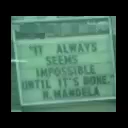 "IT ALWAYS
SEEMS
IMPOSSIBLE
UNTIL IT'S DONE"
N. MANDELA